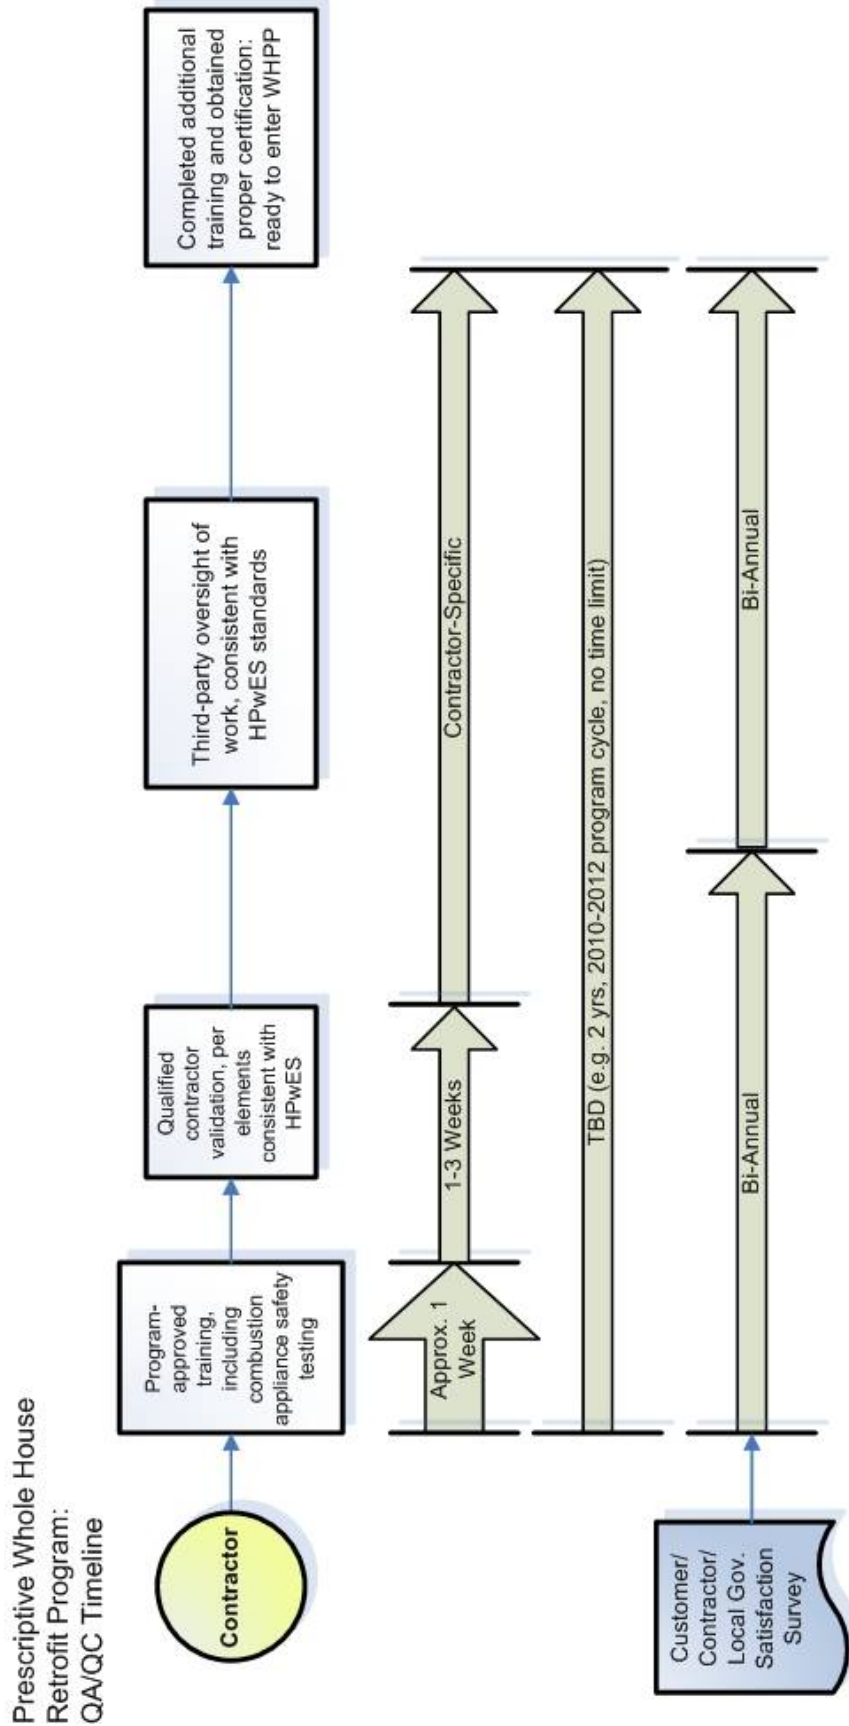 Prescriptive Whole House
Retrofit Program:
QA/QC Timeline
Contractor
Program-
approved
training,
including
combustion
appliance safety
testing
Qualified
contractor
validation, per
elements
consistent with
HPwES
Third-party oversight of
work, consistent with
HPwES standards
Completed additional
training and obtained
proper certification:
ready to enter WHPP
Approx. 1
Week
1-3 Weeks
Contractor-Specific
TBD (e.g. 2 yrs, 2010-2012 program cycle, no time limit)
Customer/
Contractor/
Local Gov.
Satisfaction
Survey
Bi-Annual
Bi-Annual